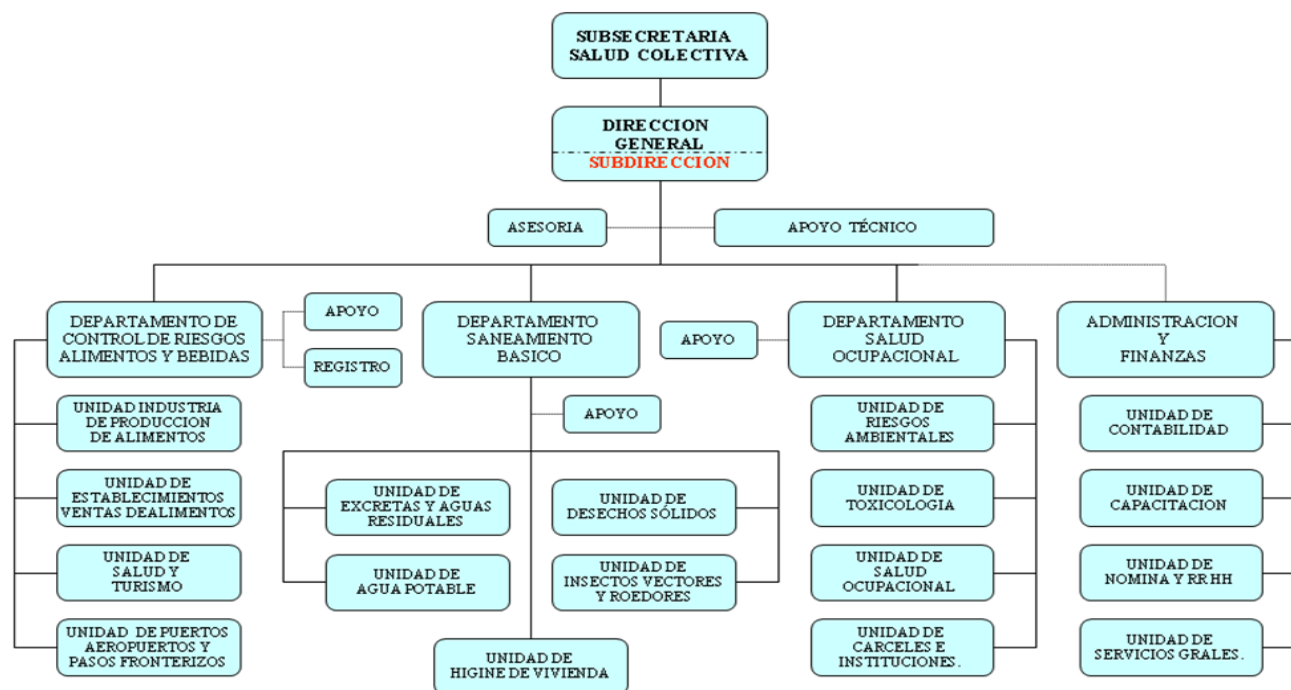 SUBSECRETARIA
SALUD COLECTIVA
DIRECCION
GENERAL
SUBDIRECCION
ASESORIA
APOYO TÉCNICO
DEPARTAMENTO DE
CONTROL DE RIESGOS
ALIMENTOS Y BEBIDAS
APOYO
REGISTRO
DEPARTAMENTO
SANEAMIENTO
BASICO
APOYO
APOYO
DEPARTAMENTO
SALUD
OCUPACIONAL
ADMINISTRACION
Y
FINANZAS
UNIDAD INDUSTRIA
DE PRODUCCION
DE ALIMENTOS
UNIDAD DE
ESTABLECIMIENTOS
VENTAS DEALIMENTOS
UNIDAD DE
SALUD Y
TURISMO
UNIDAD DE PUERTOS
AEROPUERTOS Y
PASOS FRONTERIZOS
UNIDAD DE
EXCRETAS Y AGUAS
RESIDUALES
UNIDAD DE
AGUA POTABLE
UNIDAD DE
DESECHOS SÓLIDOS
UNIDAD DE
INSECTOS VECTORES
Y ROEDORES
UNIDAD DE
HIGINE DE VIVIENDA
UNIDAD DE
RIESGOS
AMBIENTALES
UNIDAD DE
TOXICOLOGIA
UNIDAD DE
SALUD
OCUPACIONAL
UNIDAD DE
CARCELES E
INSTITUCIONES.
UNIDAD DE
CONTABILIDAD
UNIDAD DE
CAPACITACION
UNIDAD DE
NOMINA Y RR HH
UNIDAD DE
SERVICIOS GRALES.